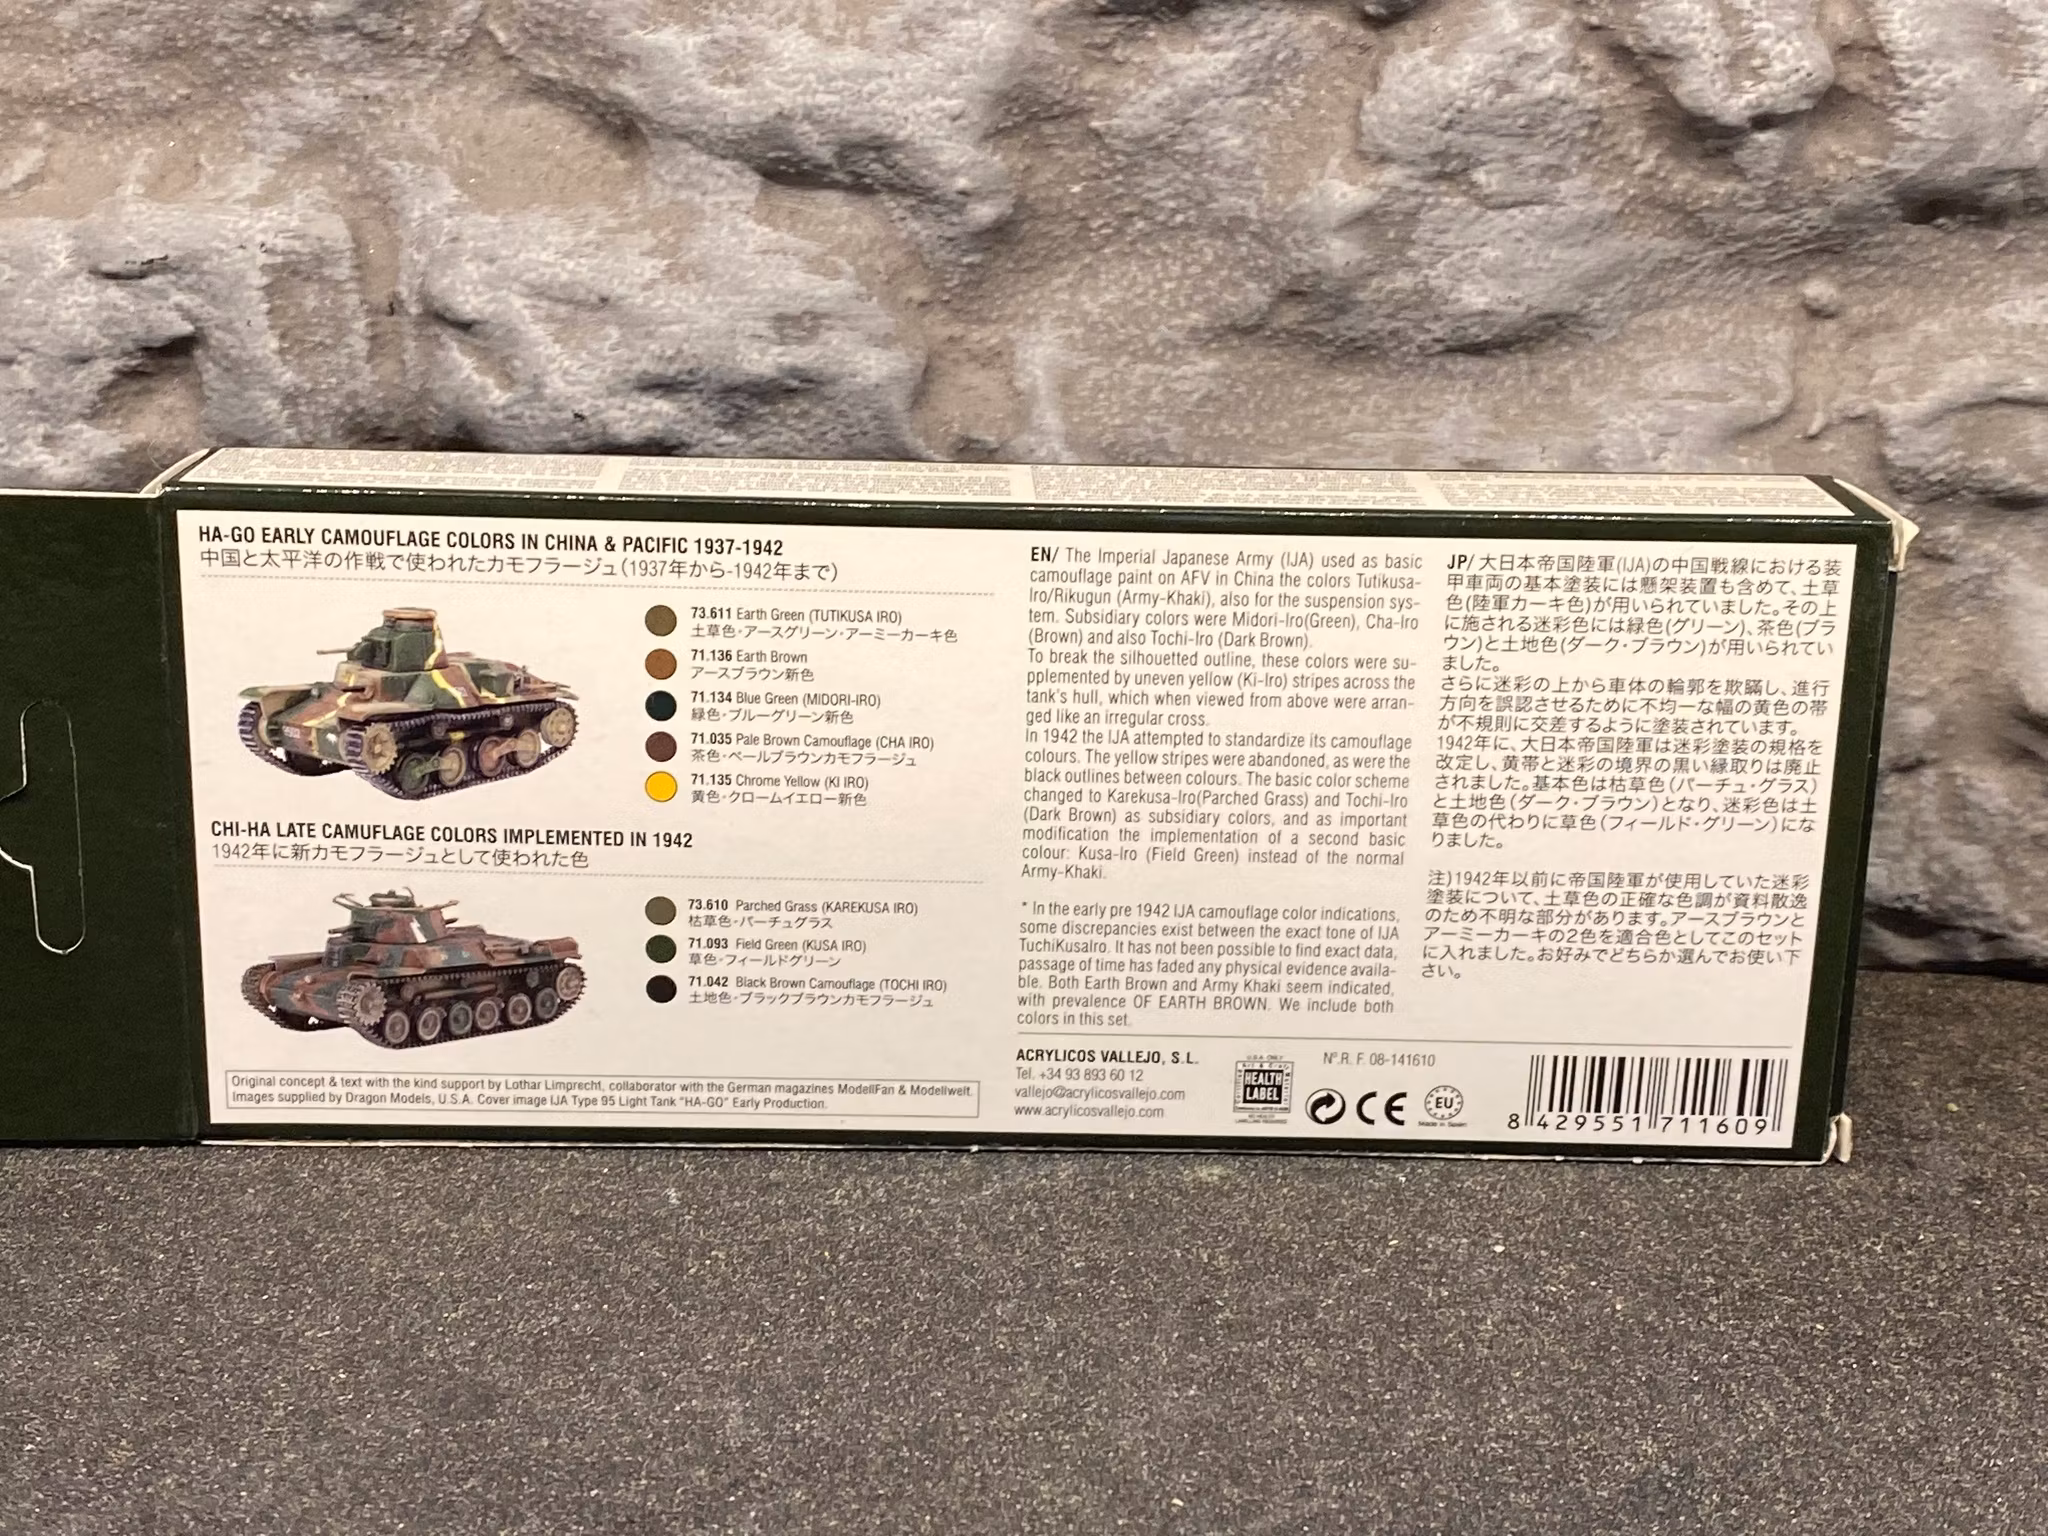 HA-GO EARLY CAMOUFLAGE COLORS IN CHINA & PACIFIC 1937-1942
中国と太平洋の作戦で使われたカモフラージュ(1937年から-1942年まで)
73.611 Earth Green (TUTIKUSA IRO)
土草色・アースグリーン・アーミーカーキ色
71.136 Earth Brown
アースブラウン新色
71.134 Blue Green (MIDORI-IRO)
緑色・ブルーグリーン新色
71.035 Pale Brown Camouflage (CHA IRO)
茶色・ペールブラウンカモフラージュ
71.135 Chrome Yellow (KI IRO)
黄色・クロームイエロー新色
CHI-HA LATE CAMUFLAGE COLORS IMPLEMENTED IN 1942
1942年に新カモフラージュとして使われた色
73.610 Parched Grass (KAREKUSA IRO)
枯草色・パーチュグラス
71.093 Field Green (KUSA IRO)
草色・フィールドグリーン
71.042 Black Brown Camouflage (TOCHI IRO)
土地色・ブラックブラウンカモフラージュ
Original concept & text with the kind support by Lothar Limprecht, collaborator with the German magazines ModellFan & Modellwelt.
Images supplied by Dragon Models, U.S.A. Cover image IJA Type 95 Light Tank "HA-GO" Early Production.
EN/ The Imperial Japanese Army (IJA) used as basic
camouflage paint on AFV in China the colors Tutikusa-
Iro/Rikugun (Army-Khaki), also for the suspension sys-
tem. Subsidiary colors were Midori-Iro(Green), Cha-Iro
(Brown) and also Tochi-Iro (Dark Brown).
To break the silhouetted outline, these colors were su-
pplemented by uneven yellow (Ki-Iro) stripes across the
tank's hull, which when viewed from above were arran-
ged like an irregular cross.
In 1942 the IJA attempted to standardize its camouflage
colours. The yellow stripes were abandoned, as were the
black outlines between colours. The basic color scheme
changed to Karekusa-Iro(Parched Grass) and Tochi-Iro
(Dark Brown) as subsidiary colors, and as important
modification the implementation of a second basic
colour: Kusa-Iro (Field Green) instead of the normal
Army-Khaki.
* In the early pre 1942 IJA camouflage color indications,
some discrepancies exist between the exact tone of IJA
TuchiKusaIro. It has not been possible to find exact data,
passage of time has faded any physical evidence availa-
ble. Both Earth Brown and Army Khaki seem indicated,
with prevalence OF EARTH BROWN. We include both
colors in this set.
JP/ 大日本帝国陸軍(IJA)の中国戦線における装
甲車両の基本塗装には懸架装置も含めて、土草
色(陸軍カーキ色)が用いられていました。その上
に施される迷彩色には緑色(グリーン)、茶色(ブラ
ウン)と土地色(ダーク・ブラウン)が用いられてい
ました。
さらに迷彩の上から車体の輪郭を欺瞞し、進行
方向を誤認させるために不均一な幅の黄色の帯
が不規則に交差するように塗装されています。
1942年に、大日本帝国陸軍は迷彩塗装の規格を
改定し、黄帯と迷彩の境界の黒い縁取りは廃止
されました。基本色は枯草色(パーチュ・グラス)
と土地色(ダーク・ブラウン)となり、迷彩色は土
草色の代わりに草色(フィールド・グリーン)にな
りました。
注)1942年以前に帝国陸軍が使用していた迷彩
塗装について、土草色の正確な色調が資料散逸
のため不明な部分があります。アースブラウンと
アーミーカーキの2色を適合色としてこのセット
に入れました。お好みでどちらか選んでお使い下
さい。
ACRYLICOS VALLEJO, S.L.
Tel. +34 93 893 60 12
vallejo@acrylicosvallejo.com
www.acrylicosvallejo.com
U.S.A. ONLY
HEALTH
LABEL
Nº.R. F. 08-141610
CE
EU
Made in Spain
8 429551 711609